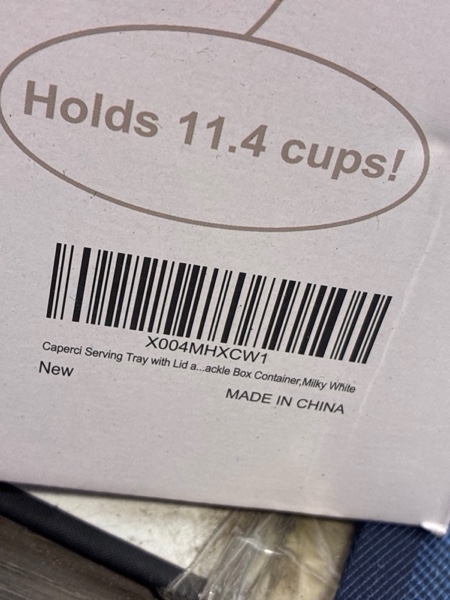 Holds 11.4 cups!
X004MHXCW1
Caperci Serving Tray with Lid a...ackle Box Container,Milky White
New
MADE IN CHINA